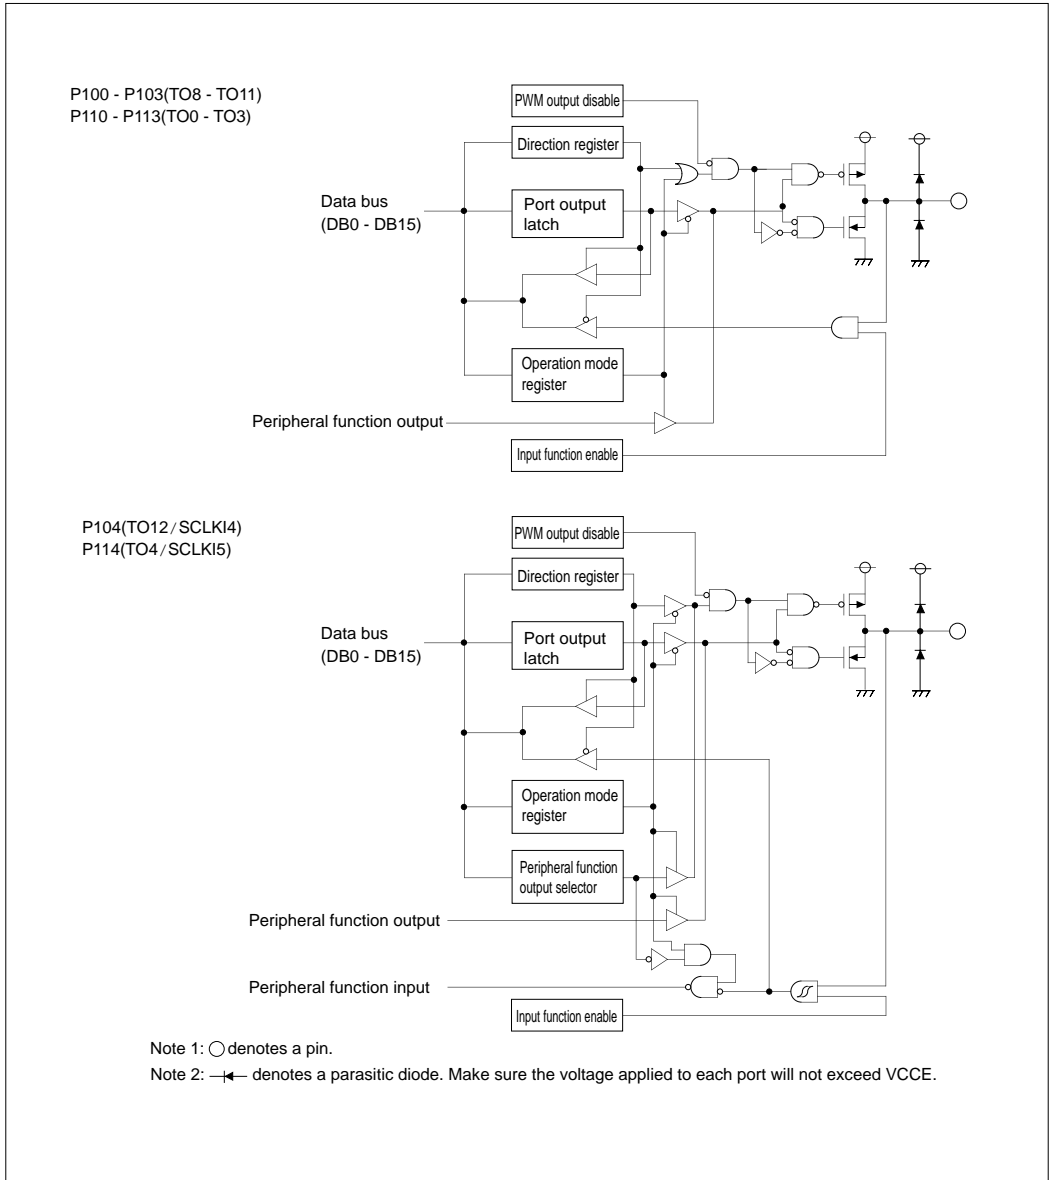 P100 - P103(TO8 - TO11)
P110 - P113(TO0 - TO3)
PWM output disable
Direction register
Data bus
(DB0 - DB15)
Port output
latch
Operation mode
register
Peripheral function output
Input function enable
P104(TO12/SCLKI4)
P114(TO4/SCLKI5)
PWM output disable
Direction register
Data bus
(DB0 - DB15)
Port output
latch
Operation mode
register
Peripheral function
output selector
Peripheral function output
Peripheral function input
Input function enable
Note 1: ○ denotes a pin.
Note 2: denotes a parasitic diode. Make sure the voltage applied to each port will not exceed VCCE.